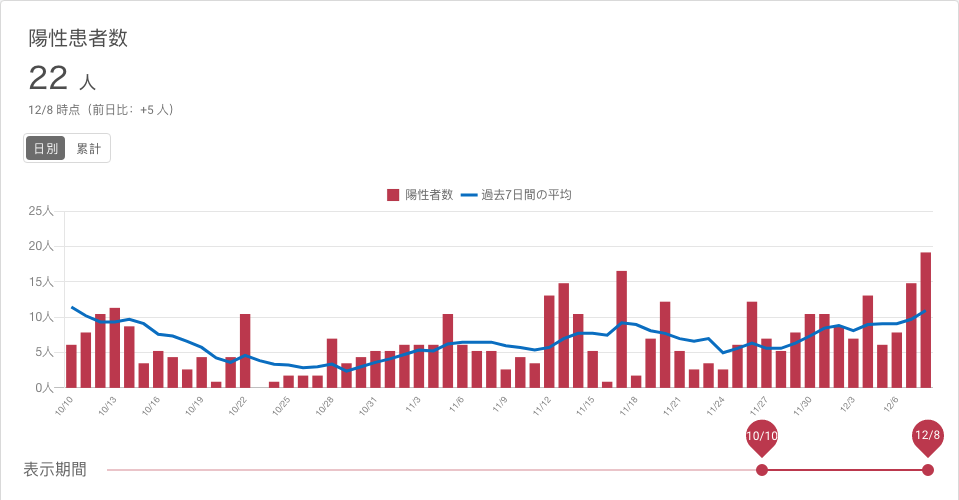 陽性患者数
22 人
12/8 時点（前日比：+5 人）
日別 累計
陽性者数 過去7日間の平均
25人
20人
15人
10人
5人
0人
10/10 10/13 10/16 10/19 10/22 10/25 10/28 10/31 11/3 11/6 11/9 11/12 11/15 11/18 11/21 11/24 11/27 11/30 12/3 12/6
10/10 12/8
表示期間